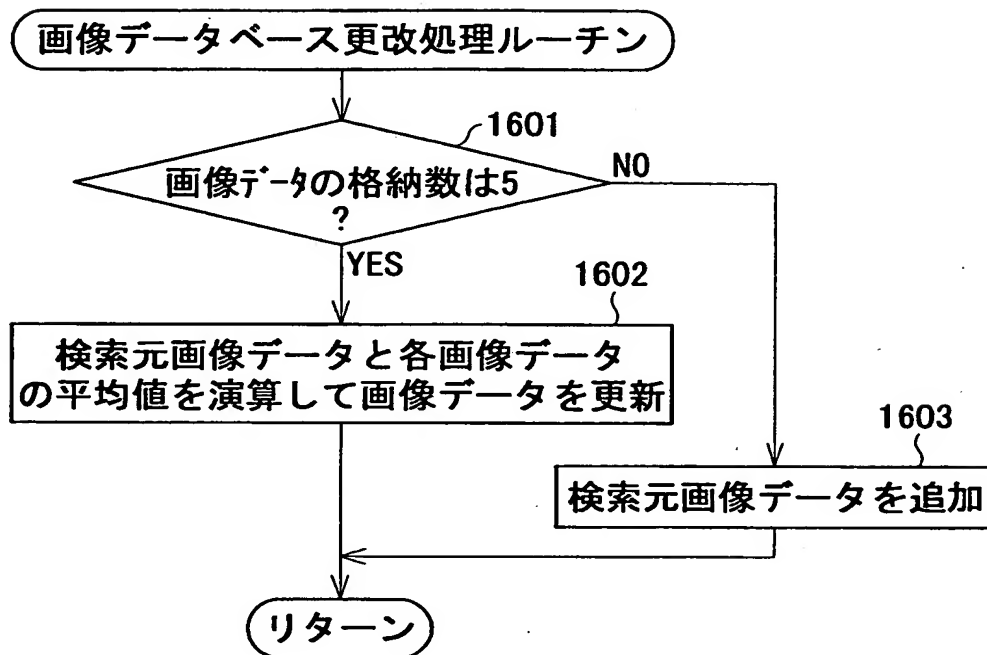 画像データベース更改処理ルーチン
1601
画像データの格納数は5
?
NO
YES
1602
検索元画像データと各画像データ
の平均値を演算して画像データを更新
1603
検索元画像データを追加
リターン